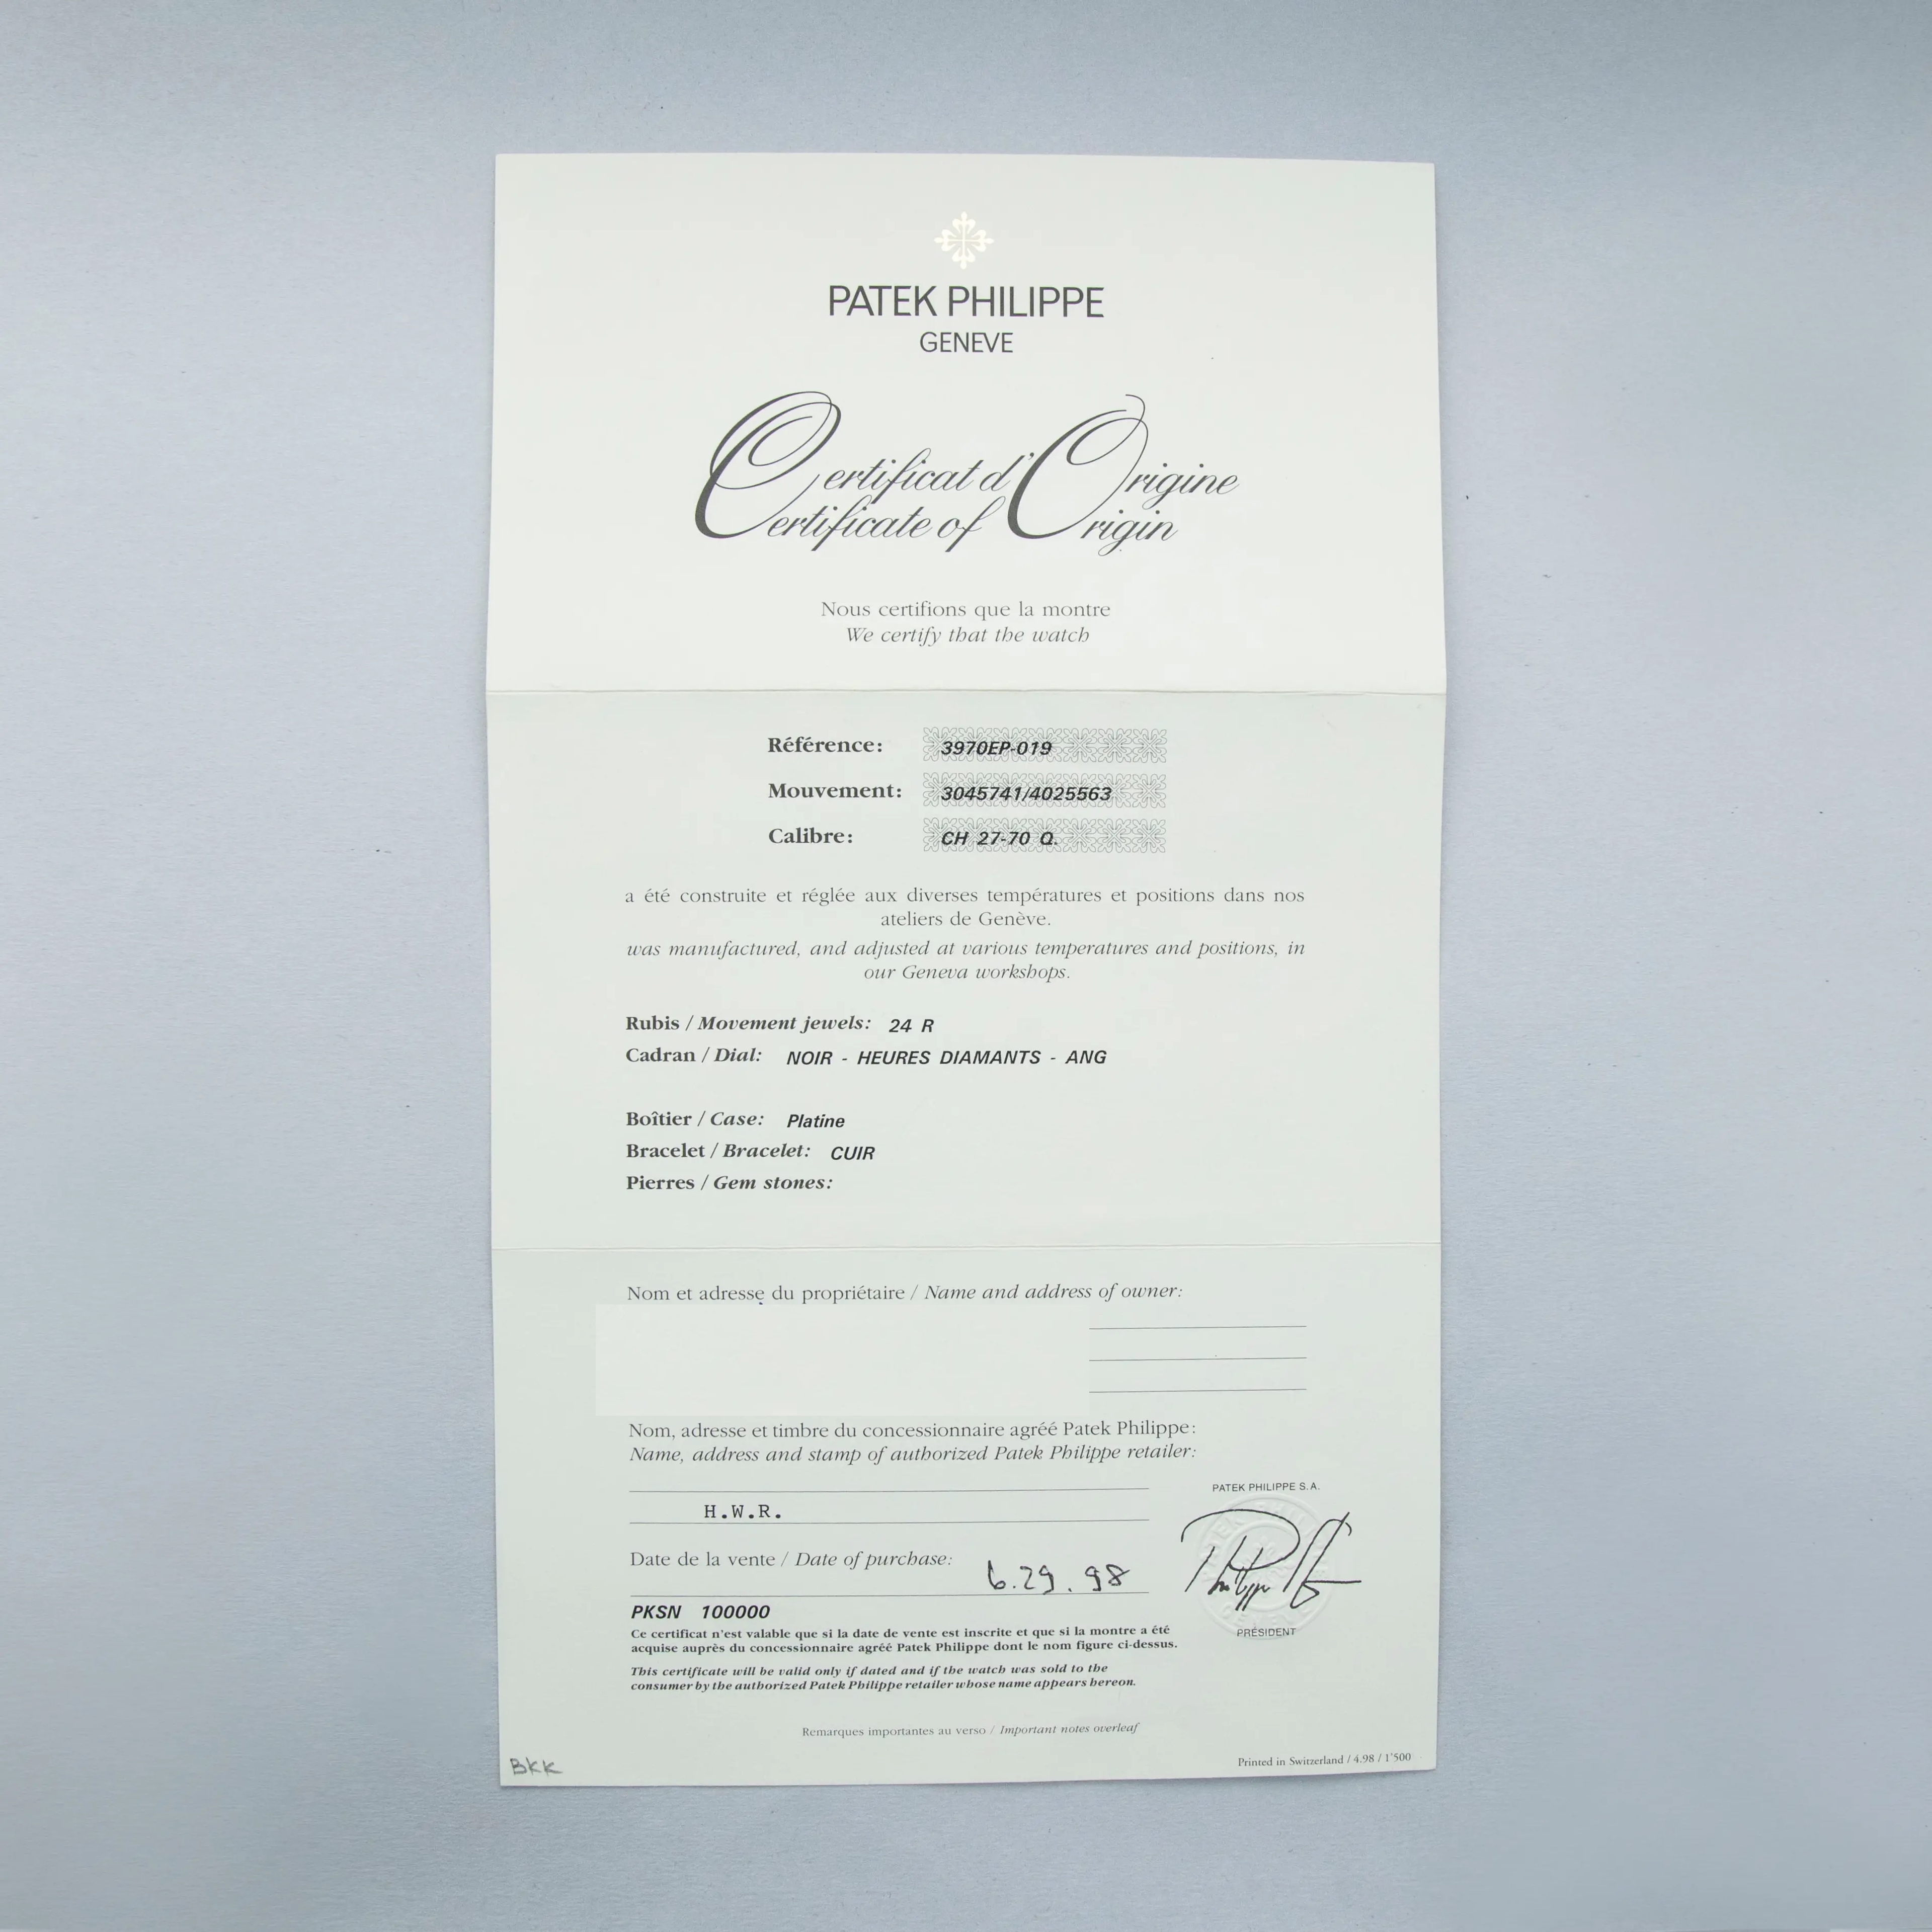 PATEK PHILIPPE
GENEVE
Certificat d'Origine
Certificate of Origin
Nous certifions que la montre
We certify that the watch
Référence: 3970EP-019
Mouvement: 3045741/4025563
Calibre: CH 27-70 Q.
a été construite et réglée aux diverses températures et positions dans nos
ateliers de Genève.
was manufactured, and adjusted at various temperatures and positions, in
our Geneva workshops.
Rubis / Movement jewels: 24 R
Cadran / Dial: NOIR - HEURES DIAMANTS - ANG
Boîtier / Case: Platine
Bracelet / Bracelet: CUIR
Pierres / Gem stones:
Nom et adresse du propriétaire / Name and address of owner:
Nom, adresse et timbre du concessionnaire agréé Patek Philippe:
Name, address and stamp of authorized Patek Philippe retailer:
PATEK PHILIPPE S.A.
H.W.R.
Date de la vente / Date of purchase: 6.29.98
PKSN 100000
PRÉSIDENT
Ce certificat n'est valable que si la date de vente est inscrite et que si la montre a été
acquise auprès du concessionnaire agréé Patek Philippe dont le nom figure ci-dessus.
This certificate will be valid only if dated and if the watch was sold to the
consumer by the authorized Patek Philippe retailer whose name appears hereon.
Remarques importantes au verso / Important notes overleaf
BKK
Printed in Switzerland / 4.98 / 1'500